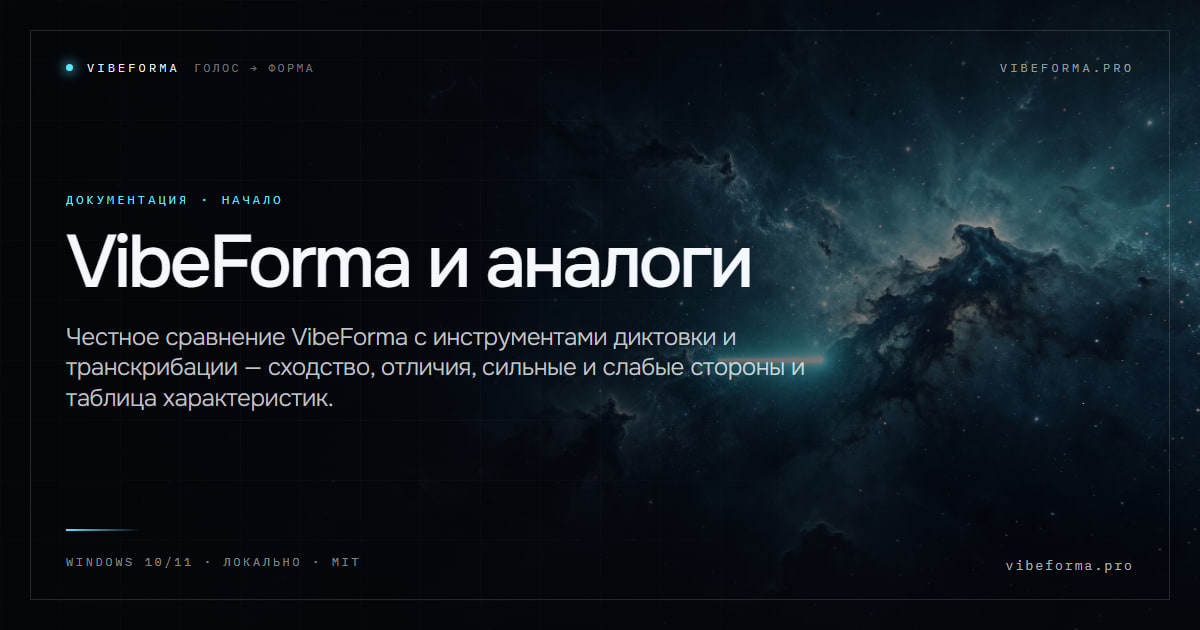 VIBEFORMA ГОЛОС → ФОРМА
VIBEFORMA.PRO
ДОКУМЕНТАЦИЯ · НАЧАЛО
VibeForma и аналоги
Честное сравнение VibeForma с инструментами диктовки и
транскрибации — сходство, отличия, сильные и слабые стороны и
таблица характеристик.
WINDOWS 10/11 · ЛОКАЛЬНО · MIT
vibeforma.pro